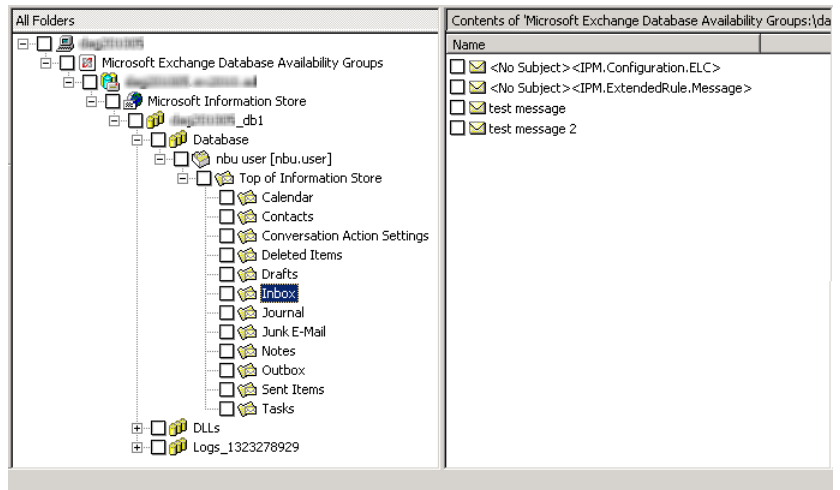 All Folders
Microsoft Exchange Database Availability Groups
Microsoft Information Store
_db1
Database
nbu user [nbu.user]
Top of Information Store
Calendar
Contacts
Conversation Action Settings
Deleted Items
Drafts
Inbox
Journal
Junk E-Mail
Notes
Outbox
Sent Items
Tasks
DLLs
Logs_1323278929
Contents of 'Microsoft Exchange Database Availability Groups:\da
Name
<No Subject><IPM.Configuration.ELC>
<No Subject><IPM.ExtendedRule.Message>
test message
test message 2